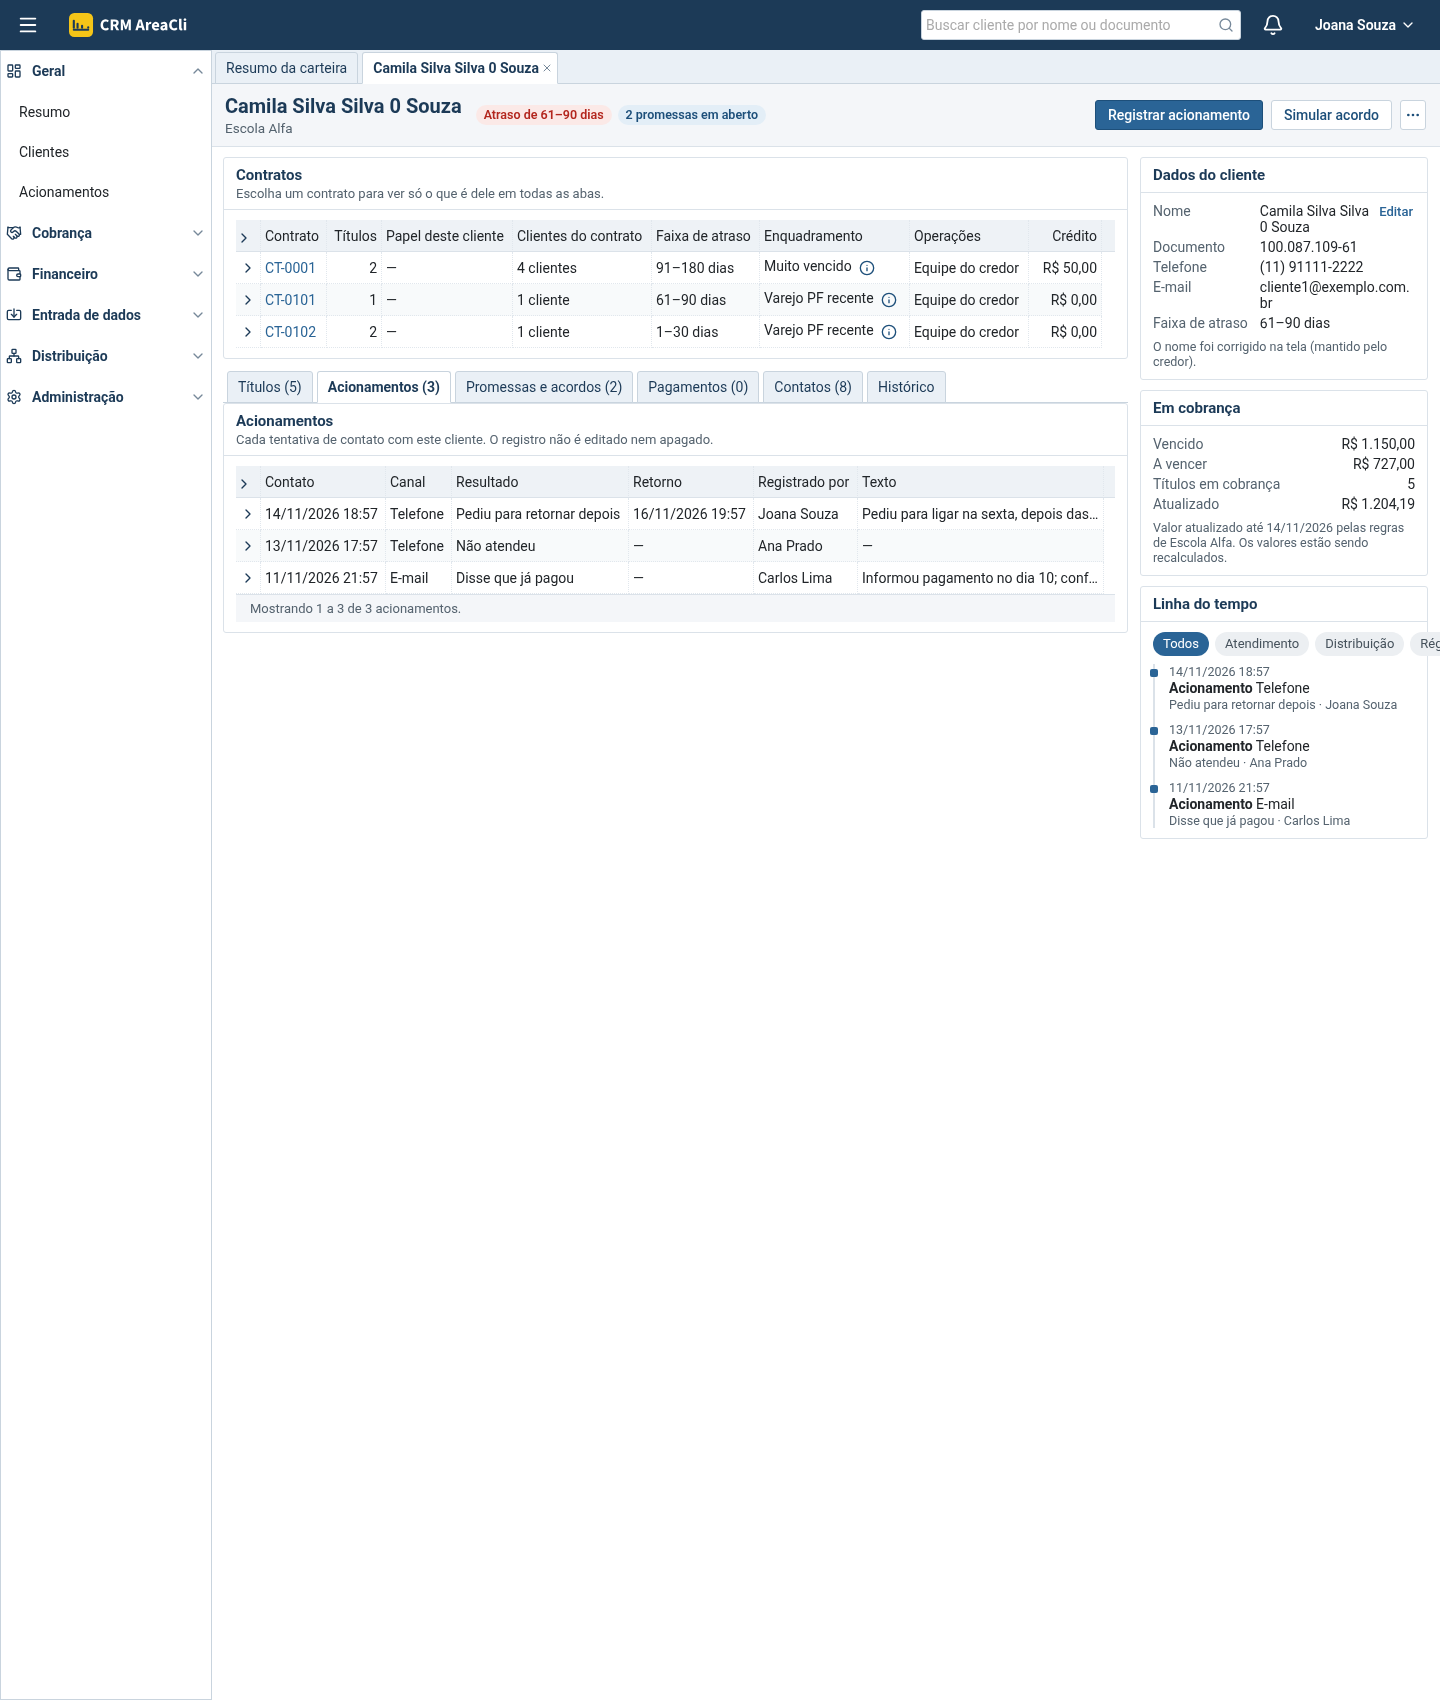 CRM AreaCli
Buscar cliente por nome ou documento
Joana Souza
Geral
Resumo
Clientes
Acionamentos
Cobrança
Financeiro
Entrada de dados
Distribuição
Administração
Resumo da carteira
Camila Silva Silva 0 Souza ×
Camila Silva Silva 0 Souza
Escola Alfa
Atraso de 61–90 dias
2 promessas em aberto
Registrar acionamento
Simular acordo
Contratos
Escolha um contrato para ver só o que é dele em todas as abas.
Contrato Títulos Papel deste cliente Clientes do contrato Faixa de atraso Enquadramento Operações Crédito
CT-0001 2 — 4 clientes 91–180 dias Muito vencido Equipe do credor R$ 50,00
CT-0101 1 — 1 cliente 61–90 dias Varejo PF recente Equipe do credor R$ 0,00
CT-0102 2 — 1 cliente 1–30 dias Varejo PF recente Equipe do credor R$ 0,00
Títulos (5)
Acionamentos (3)
Promessas e acordos (2)
Pagamentos (0)
Contatos (8)
Histórico
Acionamentos
Cada tentativa de contato com este cliente. O registro não é editado nem apagado.
Contato Canal Resultado Retorno Registrado por Texto
14/11/2026 18:57 Telefone Pediu para retornar depois 16/11/2026 19:57 Joana Souza Pediu para ligar na sexta, depois das…
13/11/2026 17:57 Telefone Não atendeu — Ana Prado —
11/11/2026 21:57 E-mail Disse que já pagou — Carlos Lima Informou pagamento no dia 10; conf…
Mostrando 1 a 3 de 3 acionamentos.
Dados do cliente
Nome Camila Silva Silva Editar
0 Souza
Documento 100.087.109-61
Telefone (11) 91111-2222
E-mail cliente1@exemplo.com.
br
Faixa de atraso 61–90 dias
O nome foi corrigido na tela (mantido pelo
credor).
Em cobrança
Vencido R$ 1.150,00
A vencer R$ 727,00
Títulos em cobrança 5
Atualizado R$ 1.204,19
Valor atualizado até 14/11/2026 pelas regras
de Escola Alfa. Os valores estão sendo
recalculados.
Linha do tempo
Todos Atendimento Distribuição Rég
14/11/2026 18:57
Acionamento Telefone
Pediu para retornar depois · Joana Souza
13/11/2026 17:57
Acionamento Telefone
Não atendeu · Ana Prado
11/11/2026 21:57
Acionamento E-mail
Disse que já pagou · Carlos Lima